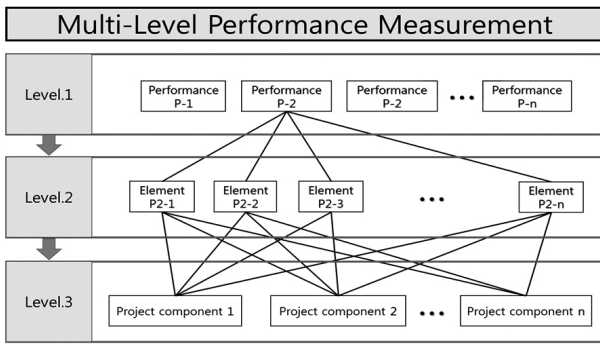 Multi-Level Performance Measurement
Level.1
Performance
P-1
Performance
P-2
Performance
P-2
•••
Performance
P-n
Level.2
Element
P2-1
Element
P2-2
Element
P2-3
•••
Element
P2-n
Level.3
Project component 1
Project component 2
•••
Project component n